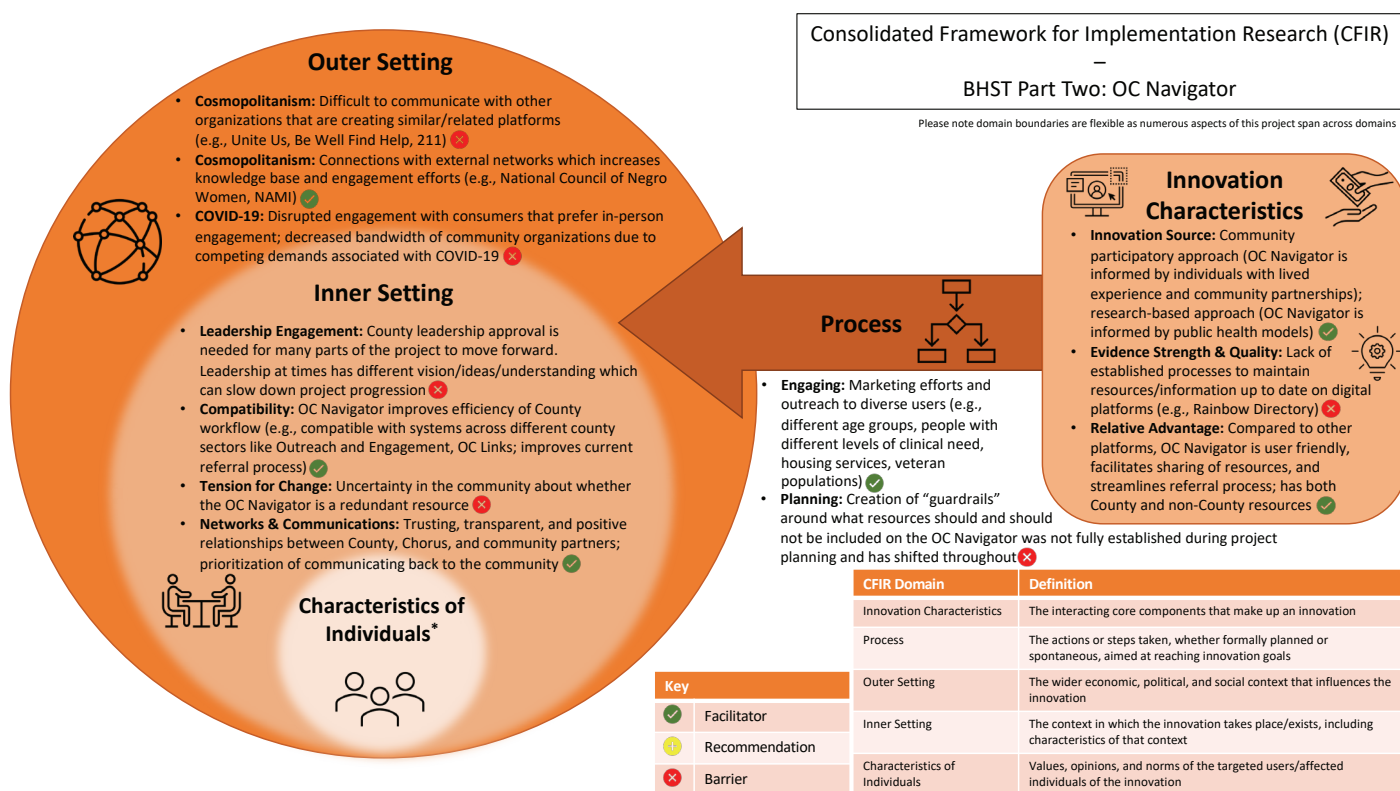 Consolidated Framework for Implementation Research (CFIR)
–
BHST Part Two: OC Navigator
Please note domain boundaries are flexible as numerous aspects of this project span across domains
Outer Setting
• Cosmopolitanism: Difficult to communicate with other
organizations that are creating similar/related platforms
(e.g., Unite Us, Be Well Find Help, 211)
• Cosmopolitanism: Connections with external networks which increases
knowledge base and engagement efforts (e.g., National Council of Negro
Women, NAMI)
• COVID-19: Disrupted engagement with consumers that prefer in-person
engagement; decreased bandwidth of community organizations due to
competing demands associated with COVID-19
Inner Setting
• Leadership Engagement: County leadership approval is
needed for many parts of the project to move forward.
Leadership at times has different vision/ideas/understanding which
can slow down project progression
• Compatibility: OC Navigator improves efficiency of County
workflow (e.g., compatible with systems across different county
sectors like Outreach and Engagement, OC Links; improves current
referral process)
• Tension for Change: Uncertainty in the community about whether
the OC Navigator is a redundant resource
• Networks & Communications: Trusting, transparent, and positive
relationships between County, Chorus, and community partners;
prioritization of communicating back to the community
Characteristics of
Individuals*
Process
• Engaging: Marketing efforts and
outreach to diverse users (e.g.,
different age groups, people with
different levels of clinical need,
housing services, veteran
populations)
• Planning: Creation of “guardrails”
around what resources should and should
not be included on the OC Navigator was not fully established during project
planning and has shifted throughout
Innovation
Characteristics
• Innovation Source: Community
participatory approach (OC Navigator is
informed by individuals with lived
experience and community partnerships);
research-based approach (OC Navigator is
informed by public health models)
• Evidence Strength & Quality: Lack of
established processes to maintain
resources/information up to date on digital
platforms (e.g., Rainbow Directory)
• Relative Advantage: Compared to other
platforms, OC Navigator is user friendly,
facilitates sharing of resources, and
streamlines referral process; has both
County and non-County resources
Key
Facilitator
Recommendation
Barrier
CFIR Domain Definition
Innovation Characteristics The interacting core components that make up an innovation
Process The actions or steps taken, whether formally planned or
spontaneous, aimed at reaching innovation goals
Outer Setting The wider economic, political, and social context that influences the
innovation
Inner Setting The context in which the innovation takes place/exists, including
characteristics of that context
Characteristics of Values, opinions, and norms of the targeted users/affected
Individuals individuals of the innovation